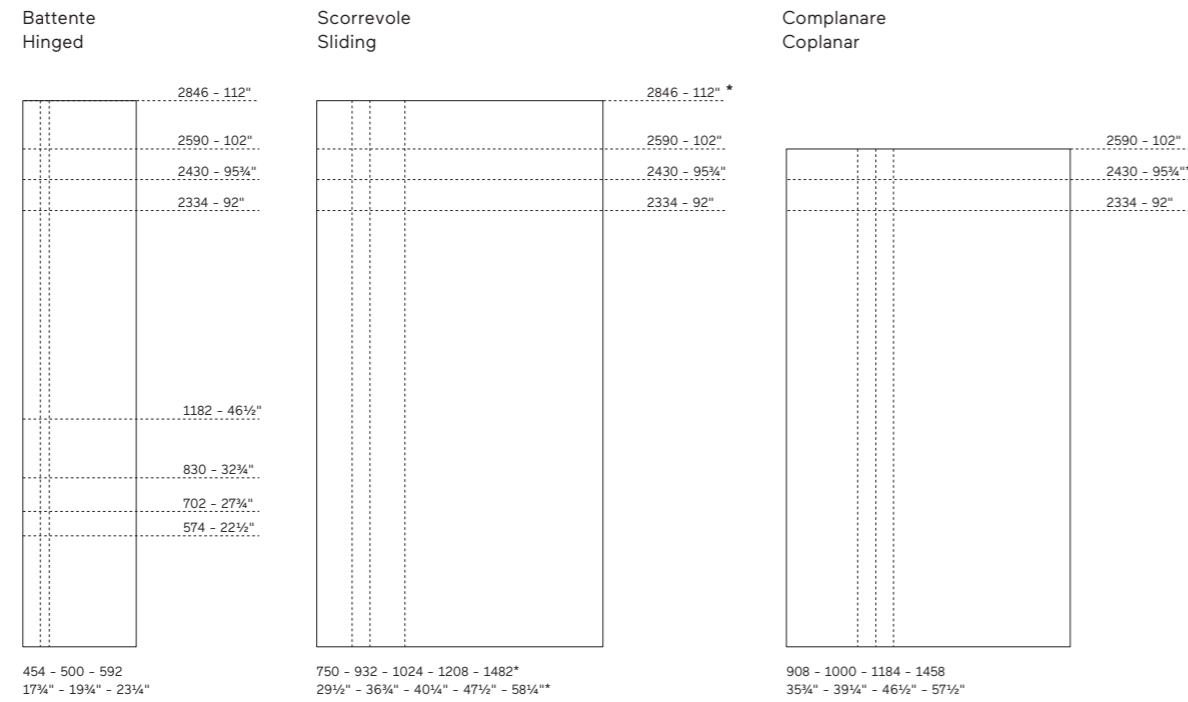 Battente
Hinged
2846 - 112"
2590 - 102"
2430 - 95¾"
2334 - 92"
1182 - 46½"
830 - 32¾"
702 - 27¾"
574 - 22½"
454 - 500 - 592
17¾" - 19¾" - 23¼"
Scorrevole
Sliding
2846 - 112" *
2590 - 102"
2430 - 95¾"
2334 - 92"
750 - 932 - 1024 - 1208 - 1482*
29½" - 36¾" - 40¼" - 47½" - 58¼"*
Complanare
Coplanar
2590 - 102"
2430 - 95¾"
2334 - 92"
908 - 1000 - 1184 - 1458
35¾" - 39¼" - 46½" - 57½"